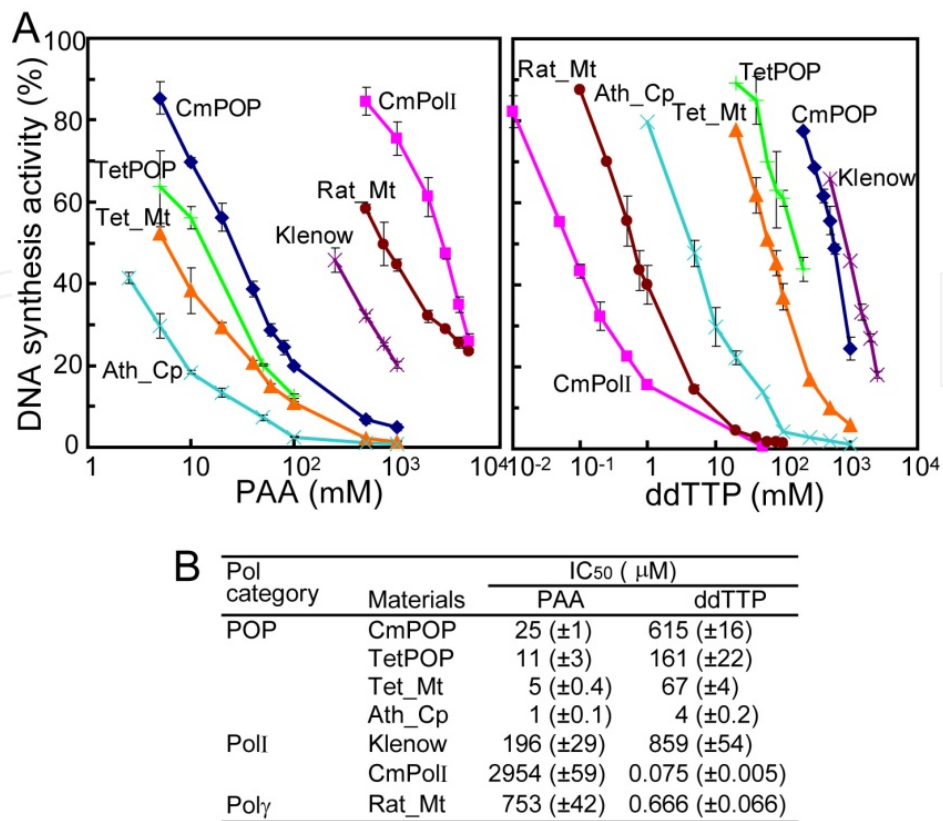 A
DNA synthesis activity (%)
100
80
60
40
20
0
CmPOP
TetPOP
Tet_Mt
Ath_Cp
Klenow
Rat_Mt
CmPolI
1 10 10² 10³ 10⁴
PAA (mM)
Rat_Mt
Ath_Cp
TetPOP
Tet_Mt
CmPOP
Klenow
CmPolI
10-2 10-1 1 10 10² 10³ 10⁴
ddTTP (mM)
B
Pol category Materials IC50 ( μM)
PAA ddTTP
POP CmPOP 25 (±1) 615 (±16)
TetPOP 11 (±3) 161 (±22)
Tet_Mt 5 (±0.4) 67 (±4)
Ath_Cp 1 (±0.1) 4 (±0.2)
PolI Klenow 196 (±29) 859 (±54)
CmPolI 2954 (±59) 0.075 (±0.005)
Polγ Rat_Mt 753 (±42) 0.666 (±0.066)